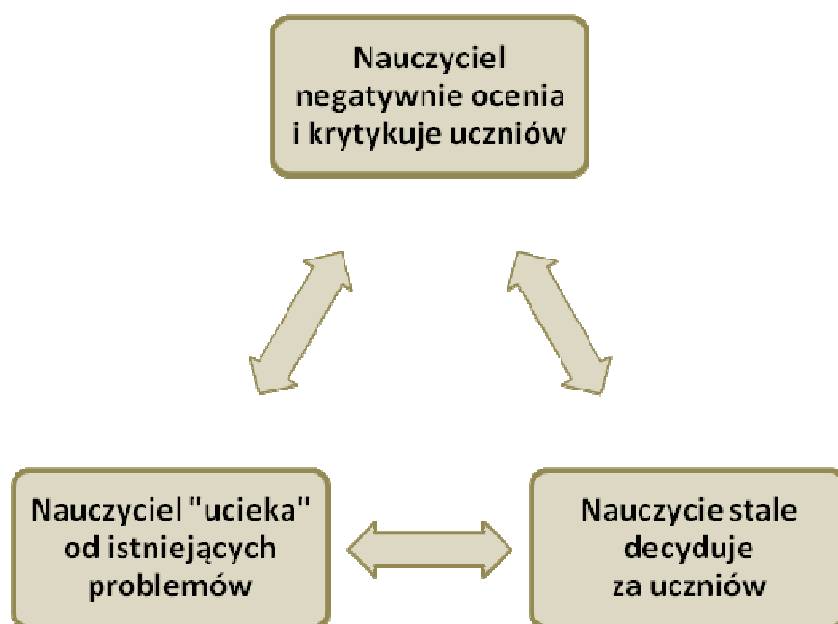 Nauczyciel
negatywnie ocenia
i krytykuje uczniów
Nauczyciel "ucieka"
od istniejących
problemów
Nauczycie stale
decyduje
za uczniów